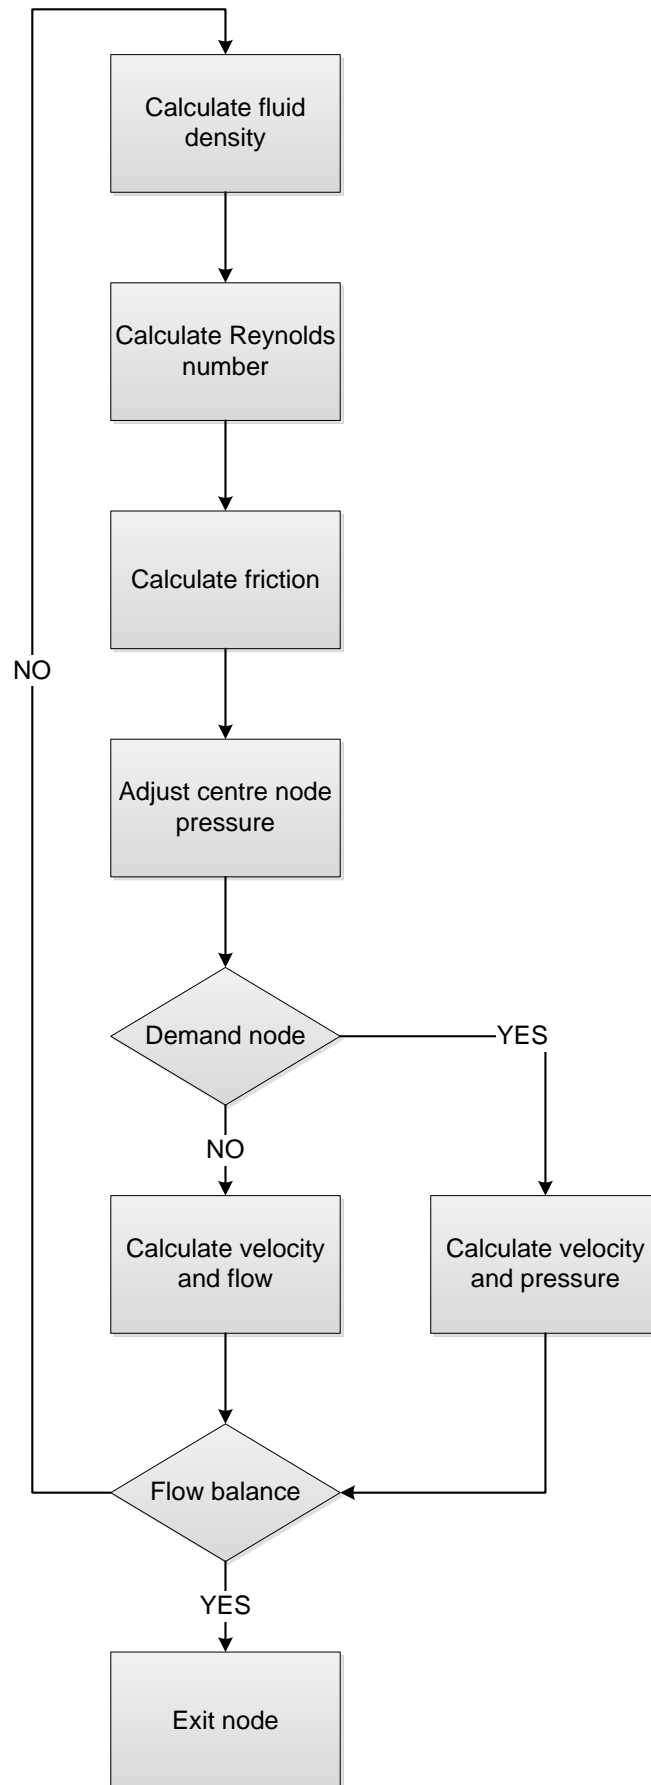 Calculate fluid
density
Calculate Reynolds
number
Calculate friction
NO
Adjust centre node
pressure
Demand node
YES
NO
Calculate velocity
and flow
Calculate velocity
and pressure
Flow balance
YES
Exit node